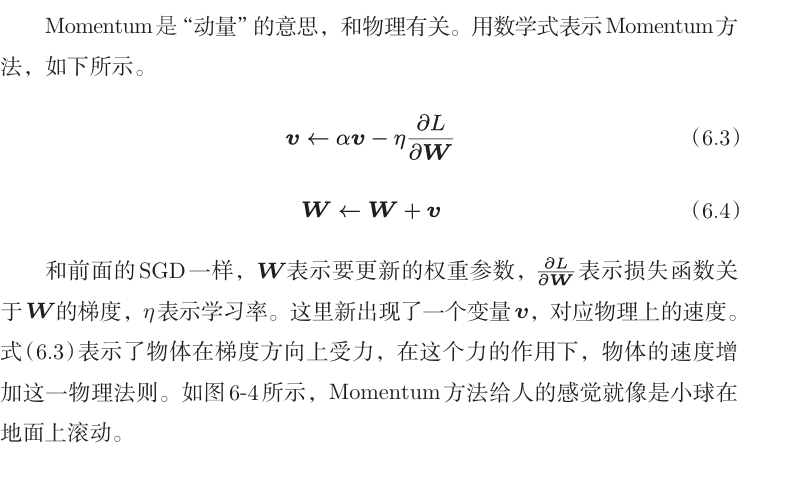 Momentum是“动量”的意思，和物理有关。用数学式表示Momentum方
法，如下所示。
$\boldsymbol{v} \leftarrow \alpha \boldsymbol{v} - \eta \frac{\partial L}{\partial \boldsymbol{W}}$ （6.3）
$\boldsymbol{W} \leftarrow \boldsymbol{W} + \boldsymbol{v}$ （6.4）
和前面的SGD一样，$\boldsymbol{W}$表示要更新的权重参数，$\frac{\partial L}{\partial \boldsymbol{W}}$表示损失函数关
于$\boldsymbol{W}$的梯度，$\eta$表示学习率。这里新出现了一个变量$\boldsymbol{v}$，对应物理上的速度。
式（6.3）表示了物体在梯度方向上受力，在这个力的作用下，物体的速度增
加这一物理法则。如图6-4所示，Momentum方法给人的感觉就像是小球在
地面上滚动。